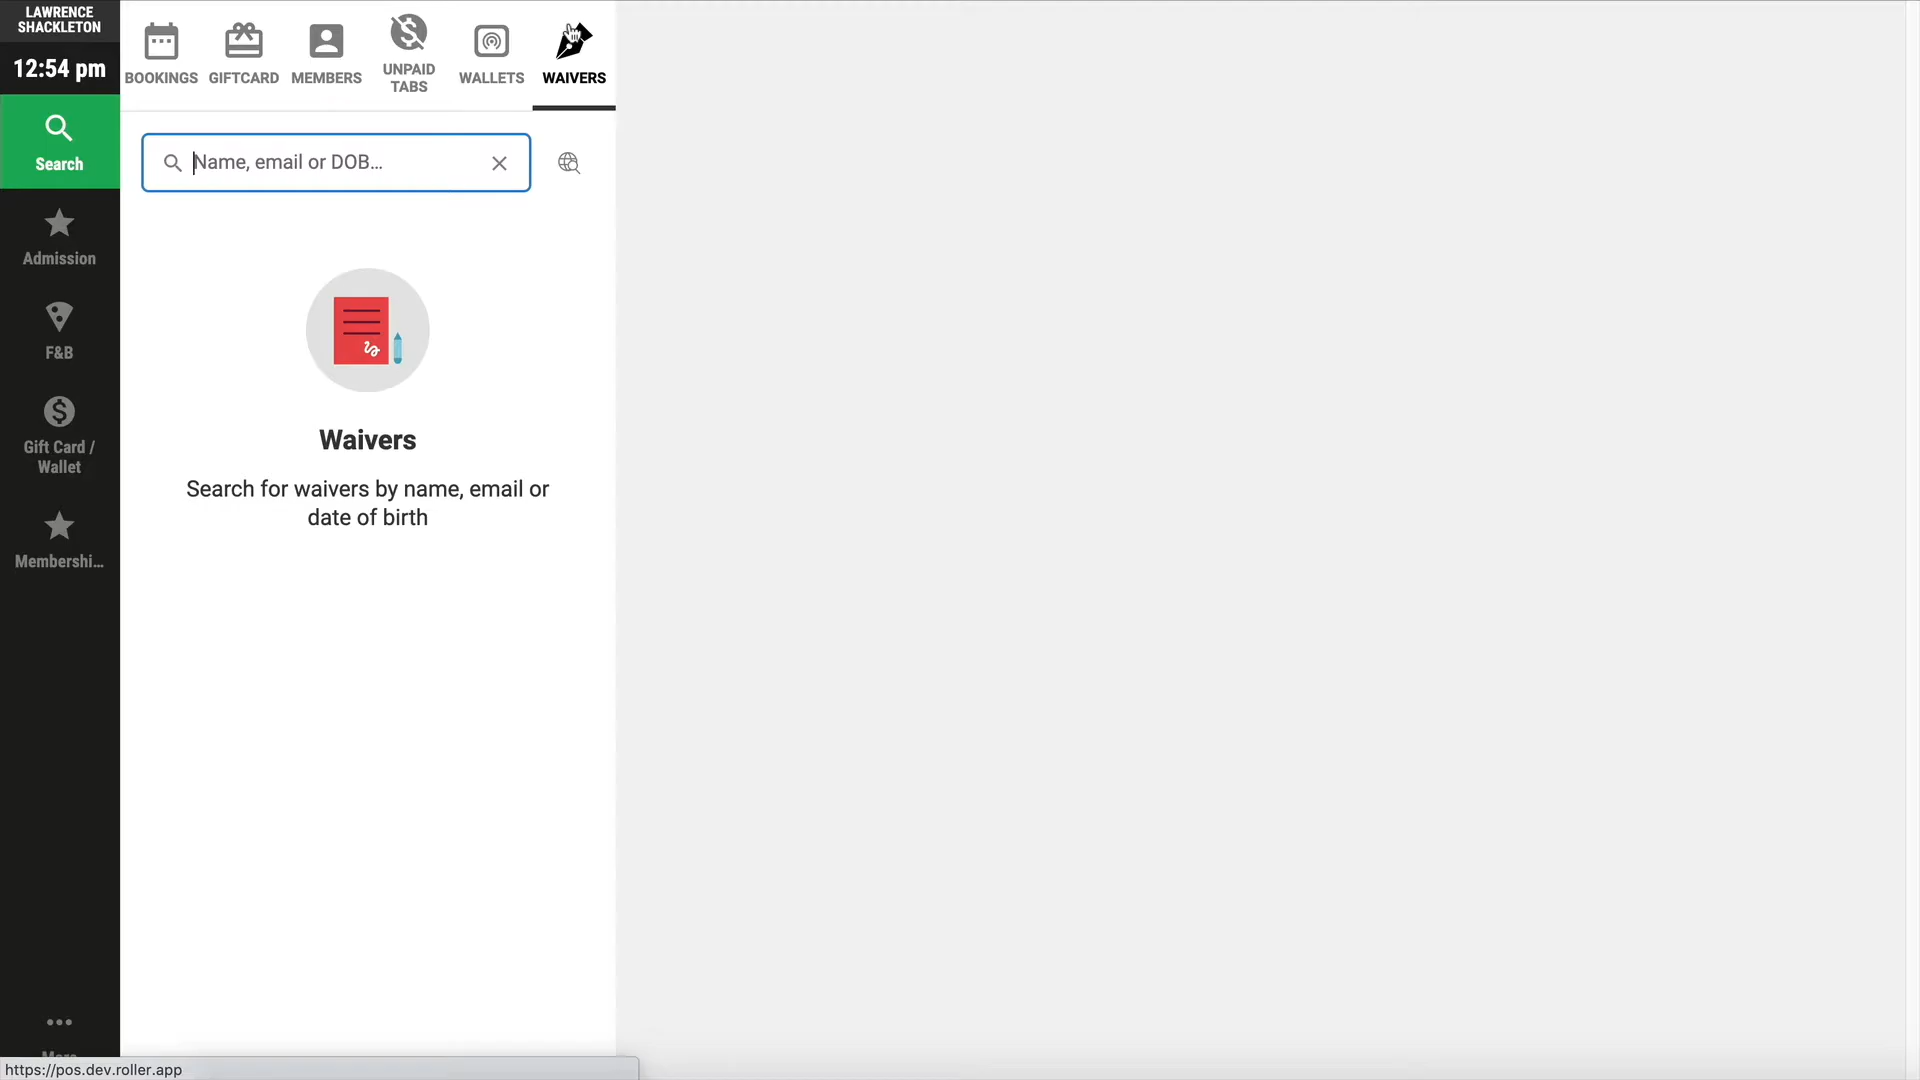 LAWRENCE
SHACKLETON
12:54 pm
Search
Admission
F&B
Gift Card /
Wallet
Membershi...
More
BOOKINGS
GIFTCARD
MEMBERS
UNPAID
TABS
WALLETS
WAIVERS
Name, email or DOB...
Waivers
Search for waivers by name, email or
date of birth
https://pos.dev.roller.app